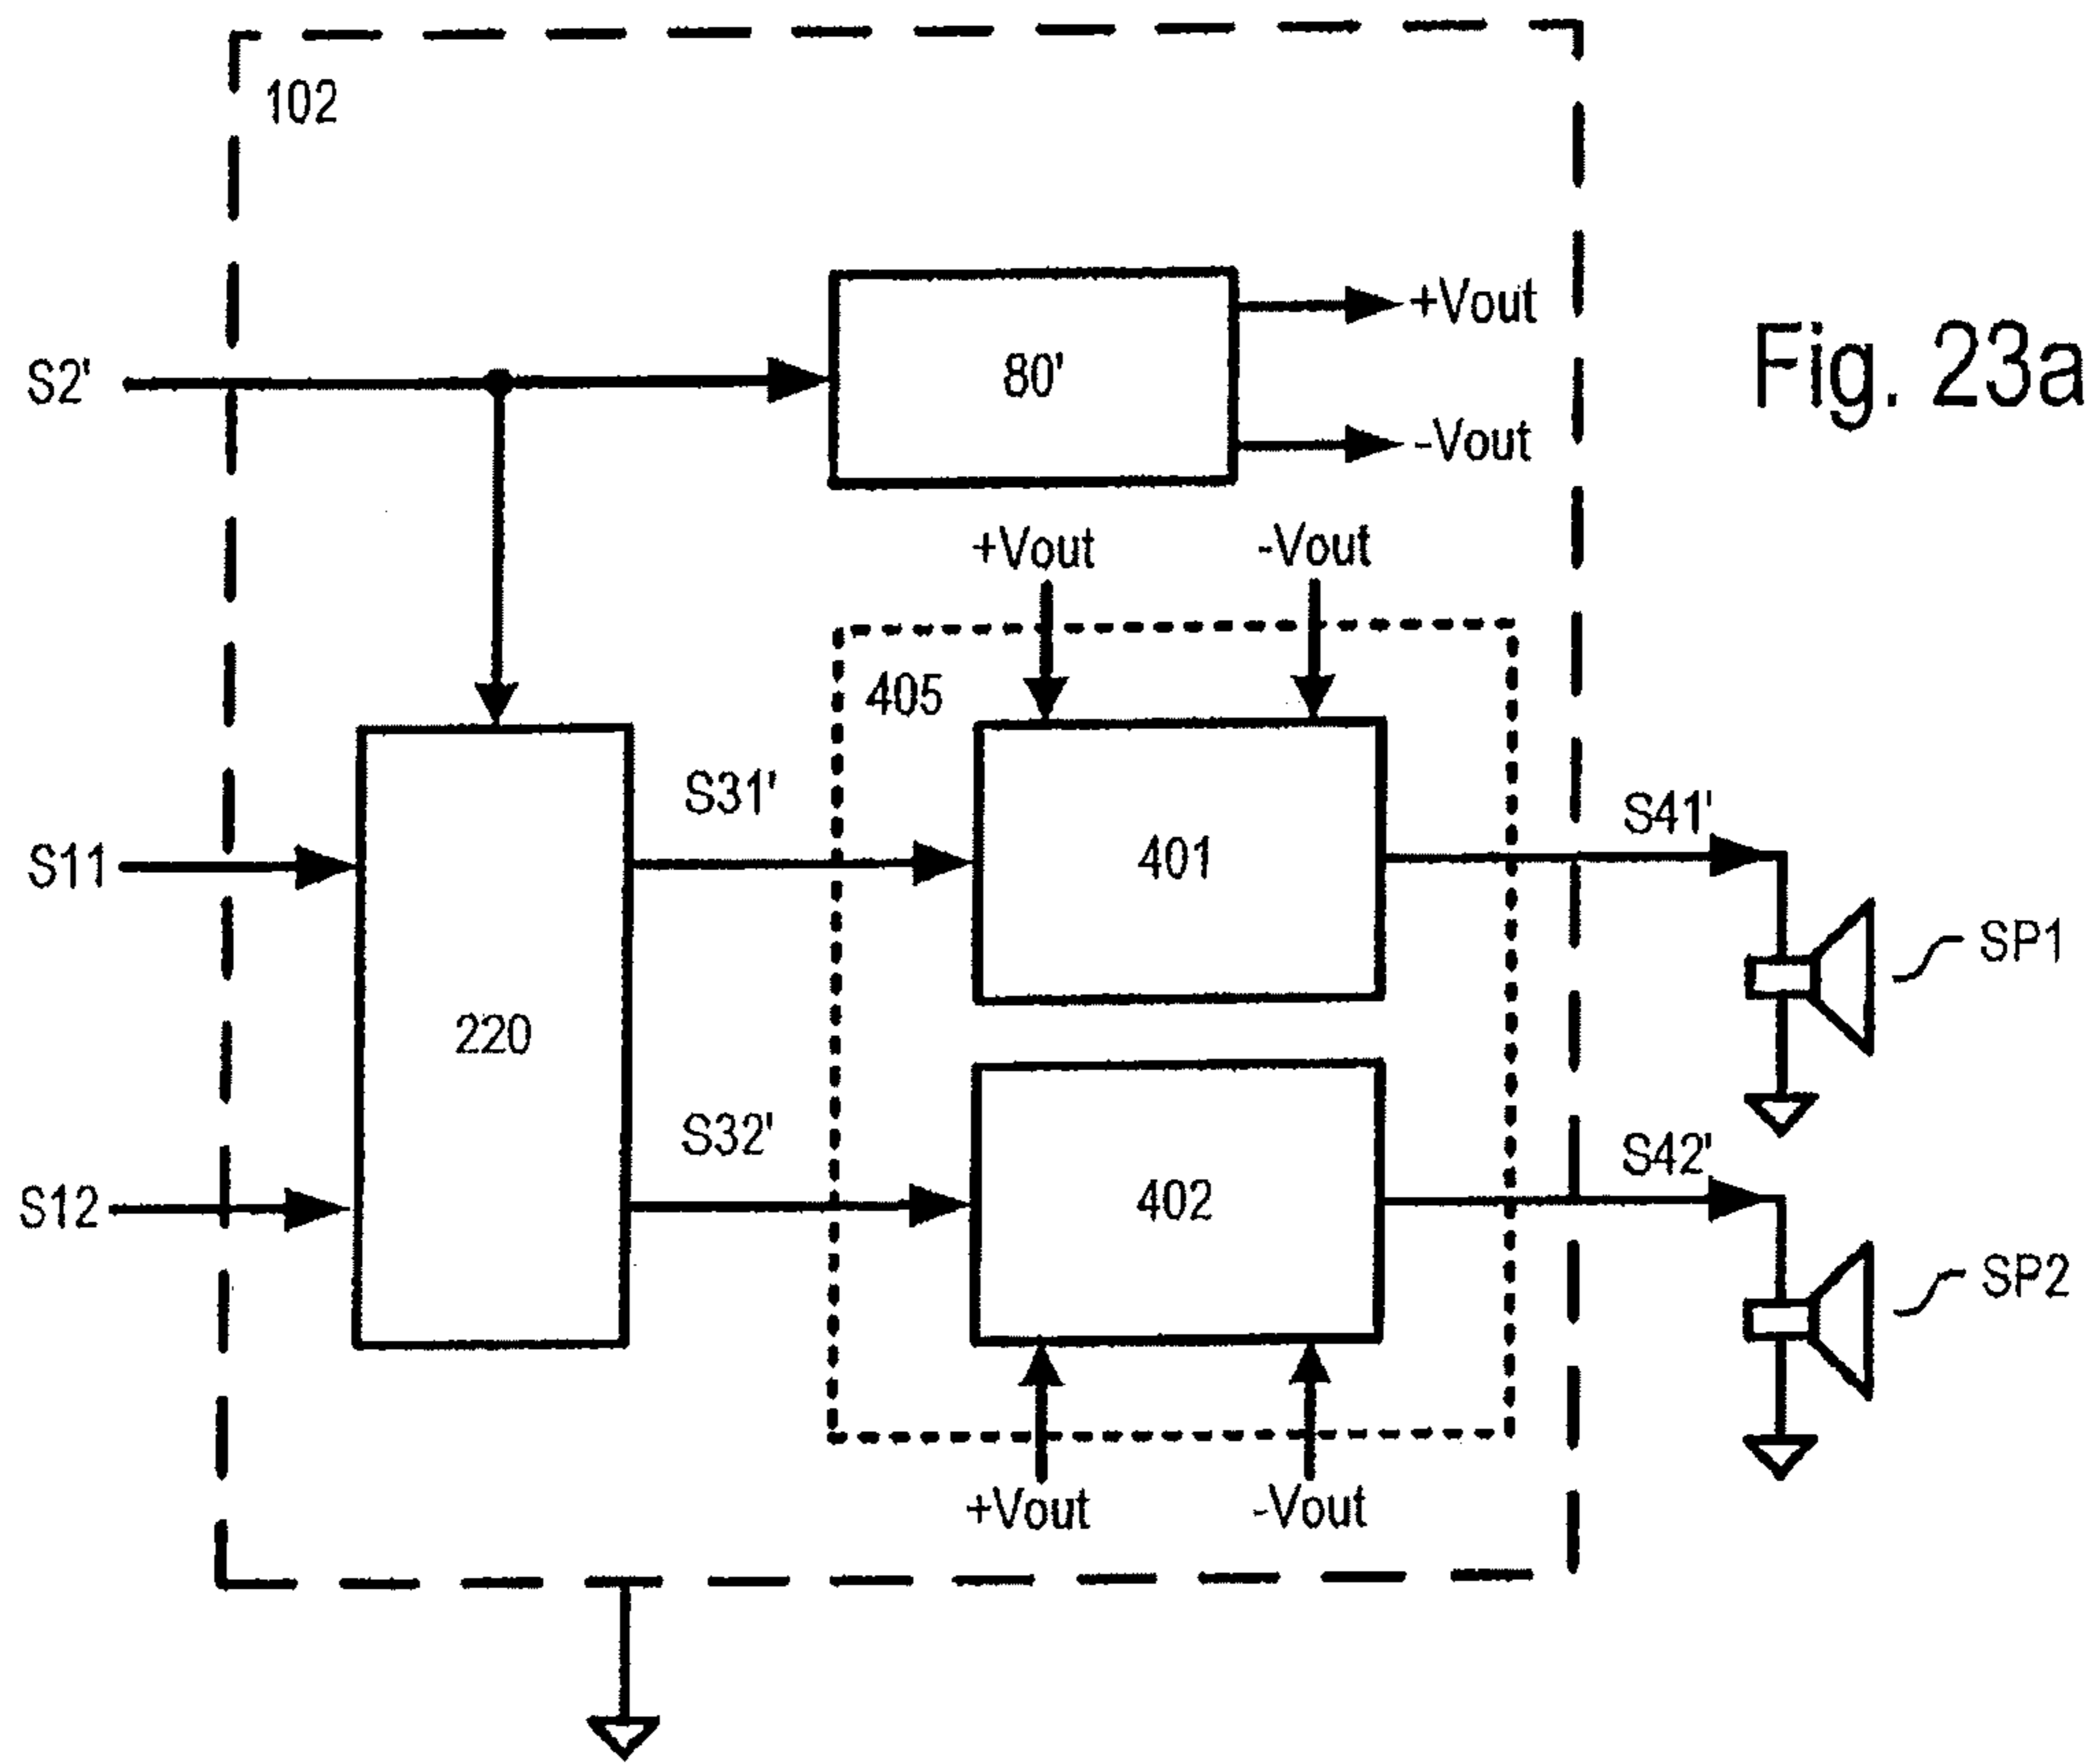 102
+Vout
S2'
80'
Fig. 23a
-Vout
+Vout
-Vout
405
S31'
S41'
S11
401
SP1
220
S32'
S42'
S12
402
SP2
+Vout
-Vout